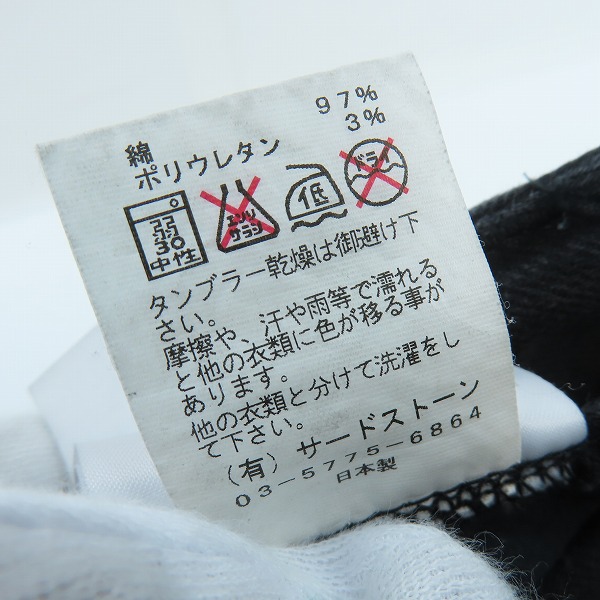 綿 97%
ポリウレタン 3%
弱 30 中性
エンソ サラシ
低
ドライ
タンブラー乾燥は御避け下
さい。
摩擦や、汗や雨等で濡れる
と他の衣類に色が移る事が
あります。
他の衣類と分けて洗濯をし
て下さい。
(有) サードストーン
03-5775-6864
日本製